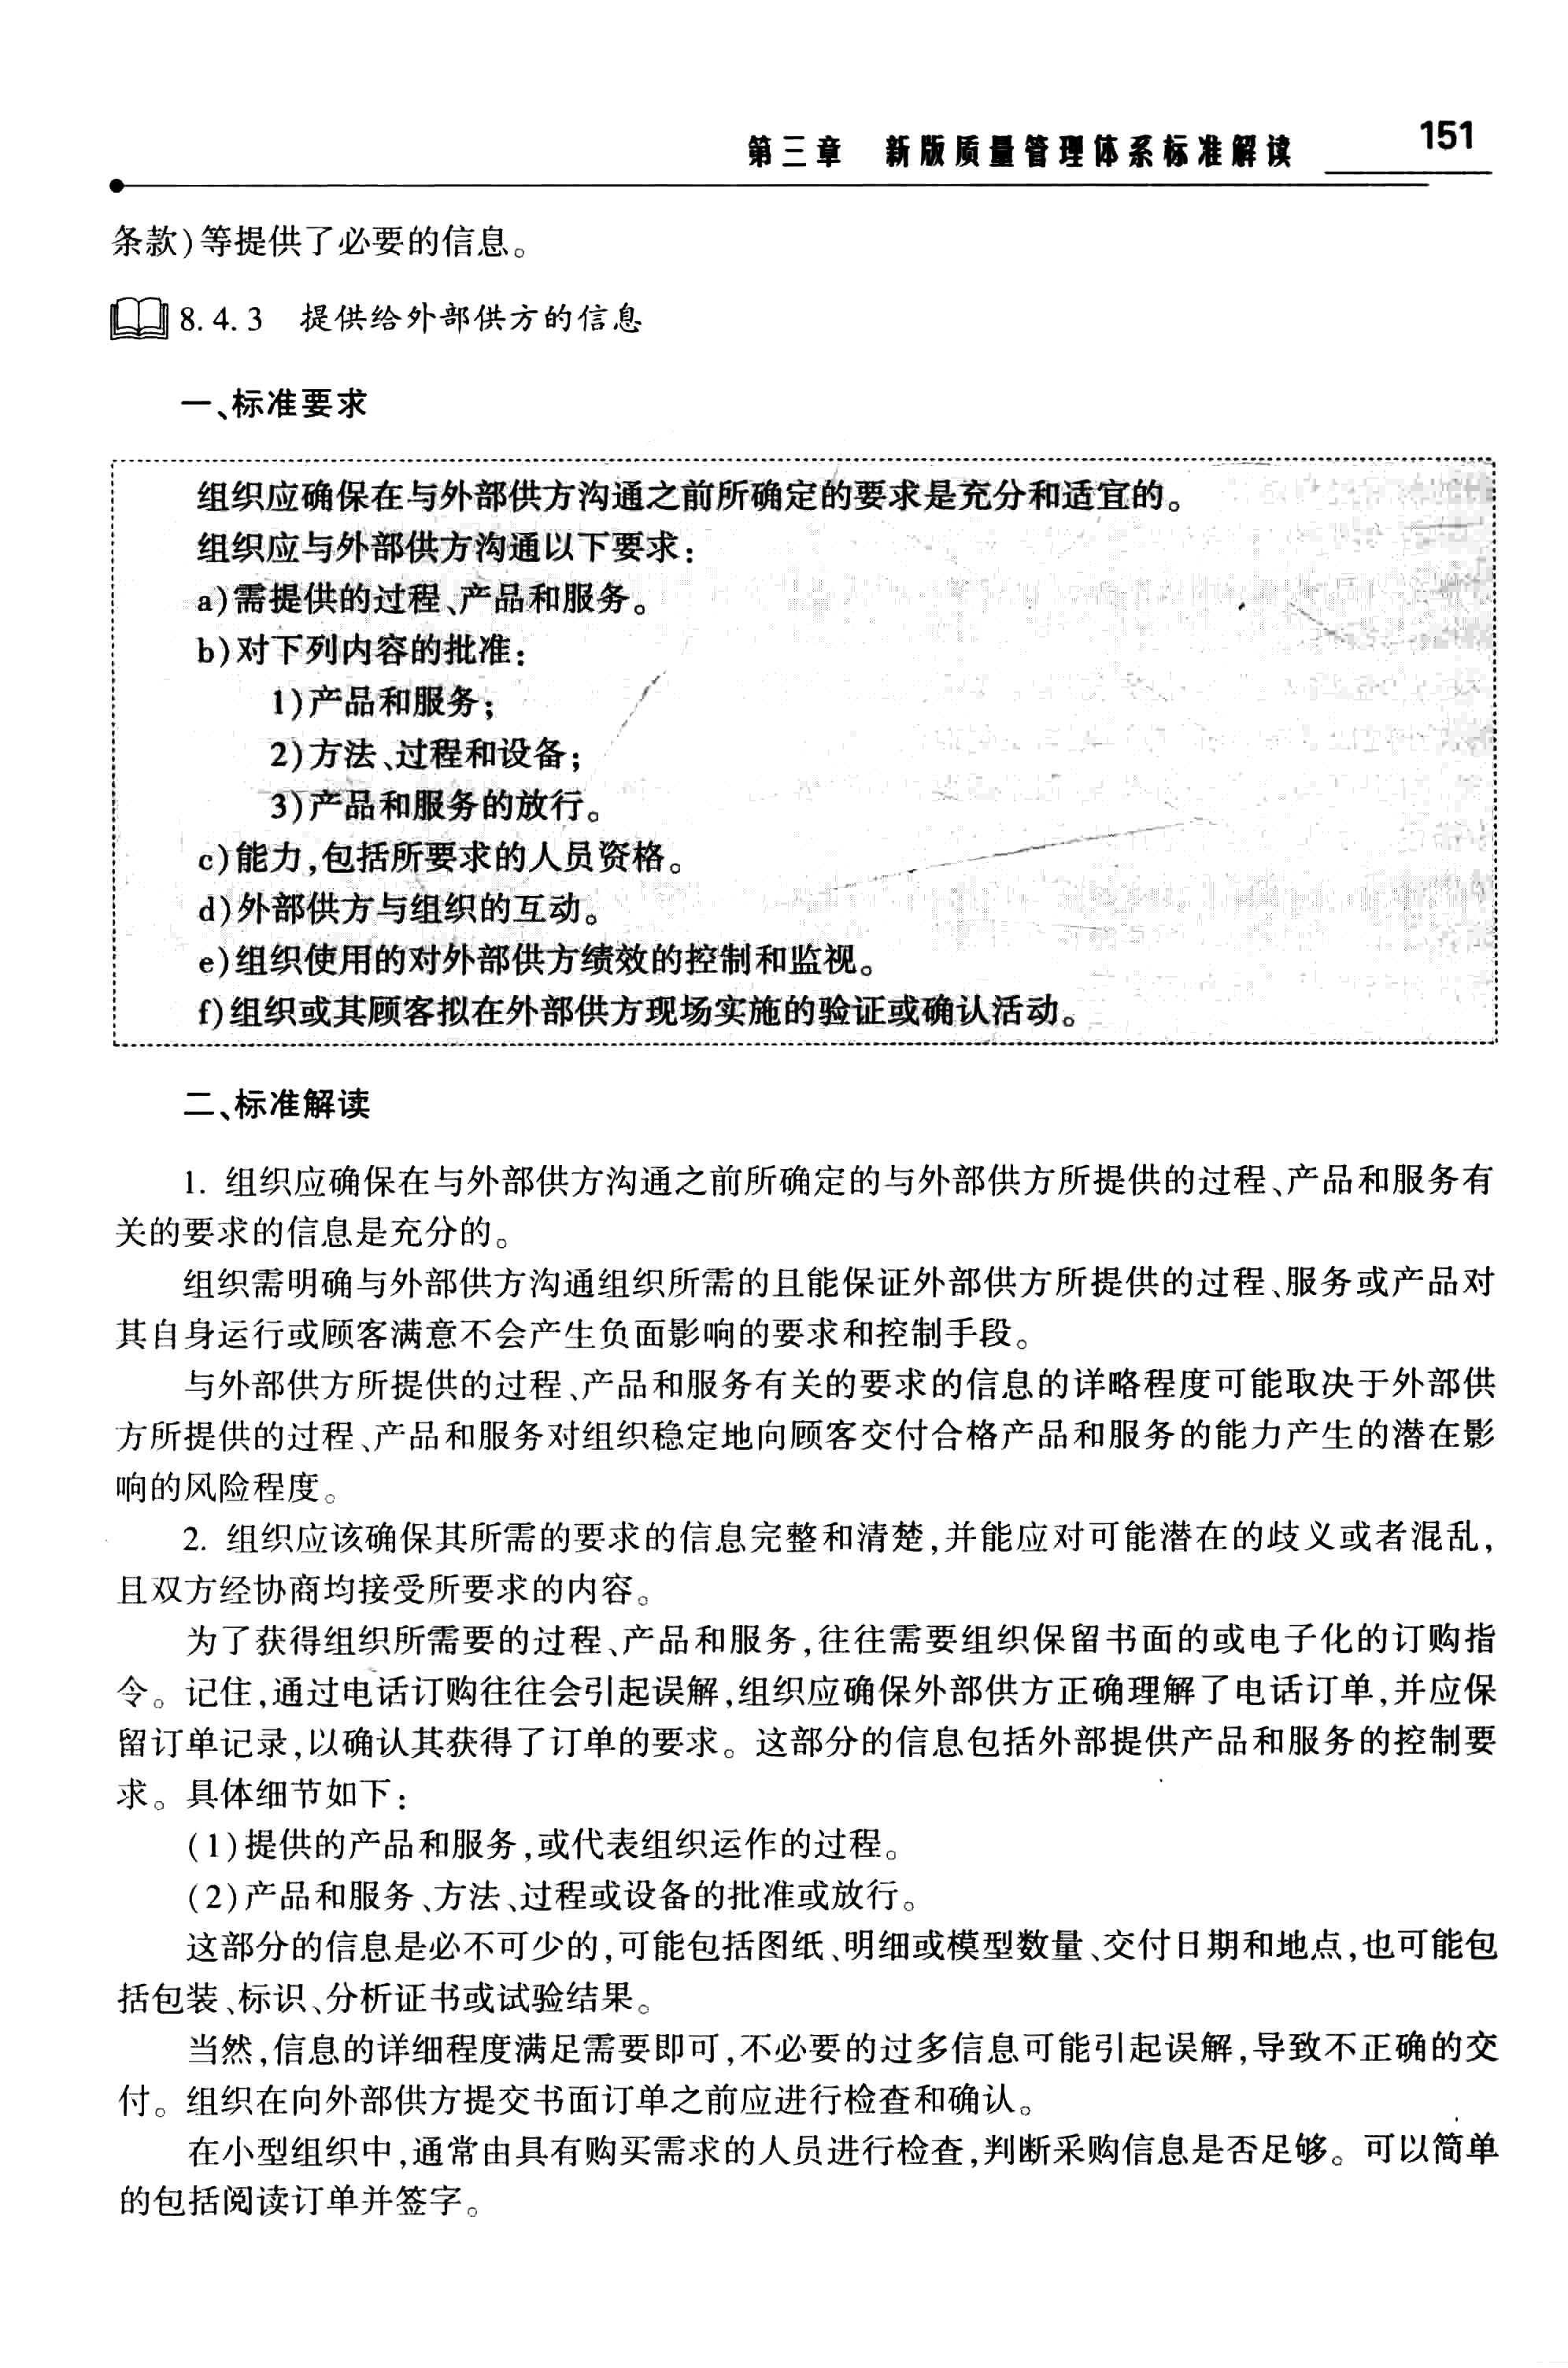 第三章 新版质量管理体系标准解读 151
条款)等提供了必要的信息。
8.4.3 提供给外部供方的信息
一、标准要求
组织应确保在与外部供方沟通之前所确定的要求是充分和适宜的。
组织应与外部供方沟通以下要求:
a)需提供的过程、产品和服务。
b)对下列内容的批准:
1)产品和服务;
2)方法、过程和设备;
3)产品和服务的放行。
c)能力,包括所要求的人员资格。
d)外部供方与组织的互动。
e)组织使用的对外部供方绩效的控制和监视。
f)组织或其顾客拟在外部供方现场实施的验证或确认活动。
二、标准解读
1. 组织应确保在与外部供方沟通之前所确定的与外部供方所提供的过程、产品和服务有
关的要求的信息是充分的。
组织需明确与外部供方沟通组织所需的且能保证外部供方所提供的过程、服务或产品对
其自身运行或顾客满意不会产生负面影响的要求和控制手段。
与外部供方所提供的过程、产品和服务有关的要求的信息的详略程度可能取决于外部供
方所提供的过程、产品和服务对组织稳定地向顾客交付合格产品和服务的能力产生的潜在影
响的风险程度。
2. 组织应该确保其所需的要求的信息完整和清楚,并能应对可能潜在的歧义或者混乱,
且双方经协商均接受所要求的内容。
为了获得组织所需要的过程、产品和服务,往往需要组织保留书面的或电子化的订购指
令。记住,通过电话订购往往会引起误解,组织应确保外部供方正确理解了电话订单,并应保
留订单记录,以确认其获得了订单的要求。这部分的信息包括外部提供产品和服务的控制要
求。具体细节如下:
(1)提供的产品和服务,或代表组织运作的过程。
(2)产品和服务、方法、过程或设备的批准或放行。
这部分的信息是必不可少的,可能包括图纸、明细或模型数量、交付日期和地点,也可能包
括包装、标识、分析证书或试验结果。
当然,信息的详细程度满足需要即可,不必要的过多信息可能引起误解,导致不正确的交
付。组织在向外部供方提交书面订单之前应进行检查和确认。
在小型组织中,通常由具有购买需求的人员进行检查,判断采购信息是否足够。可以简单
的包括阅读订单并签字。